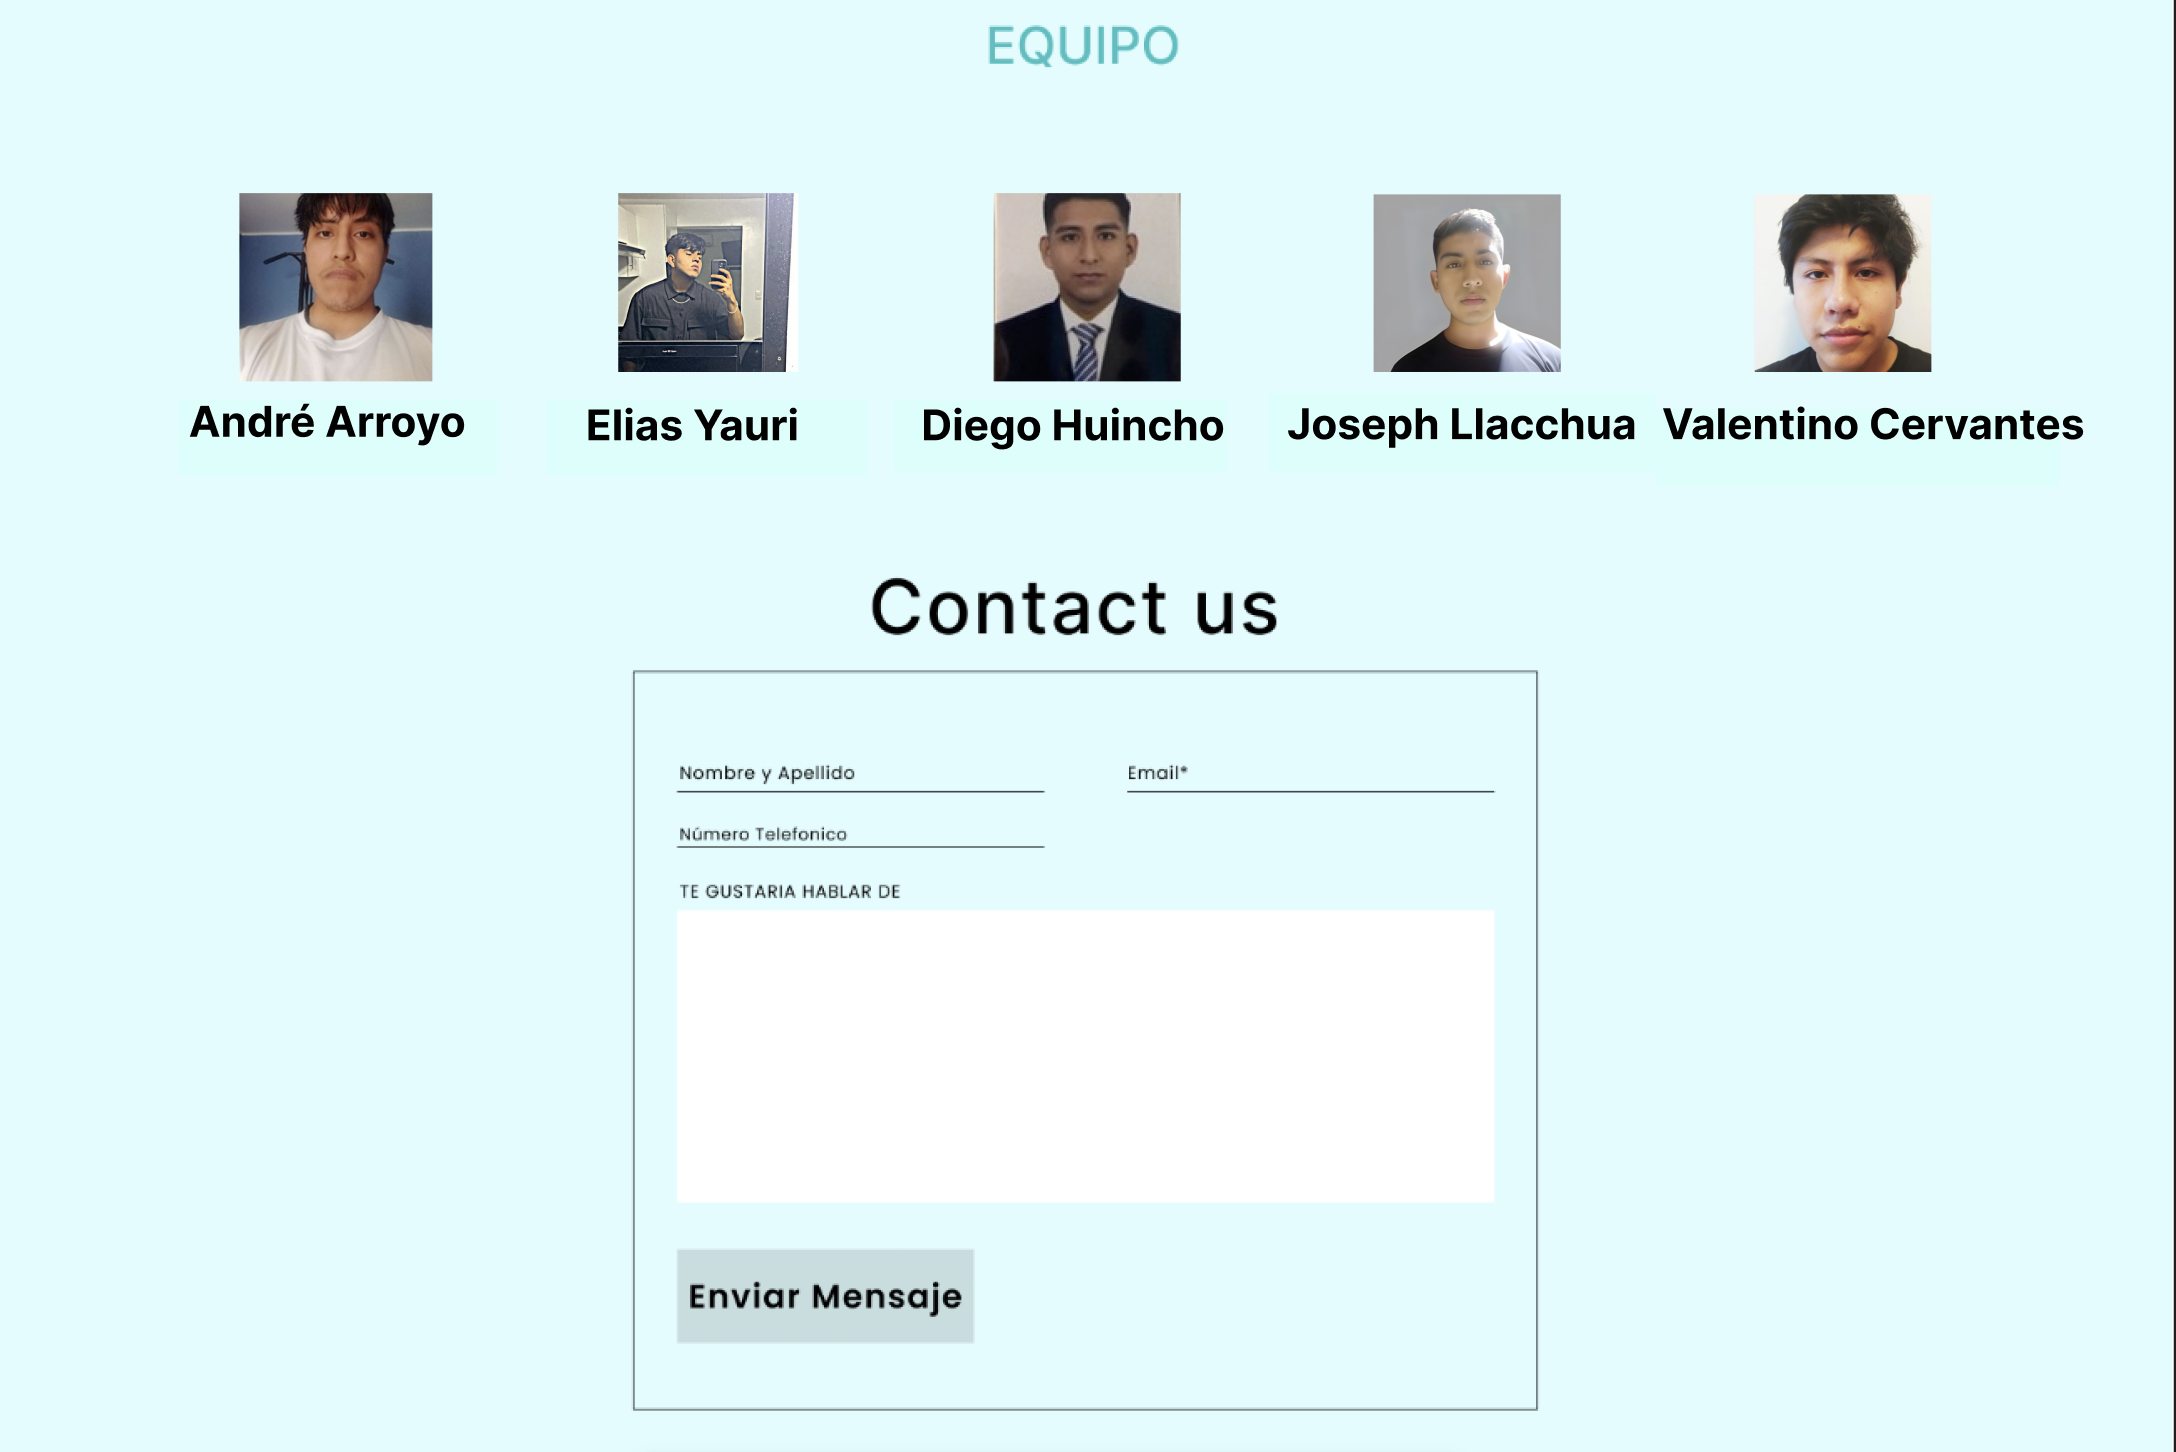 EQUIPO
André Arroyo
Elias Yauri
Diego Huincho
Joseph Llacchua
Valentino Cervantes
Contact us
Nombre y Apellido
Email*
Número Telefonico
TE GUSTARIA HABLAR DE
Enviar Mensaje